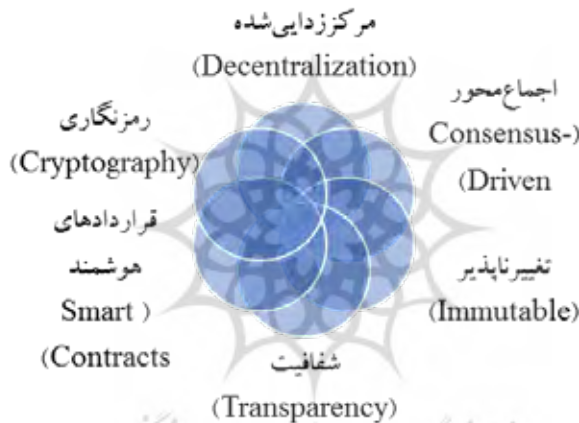 مرکززدایی‌شده
(Decentralization)
اجماع‌محور
(Consensus-
Driven)
تغییرناپذیر
(Immutable)
شفافیت
(Transparency)
قراردادهای
هوشمند
(Smart
Contracts)
رمزنگاری
(Cryptography)